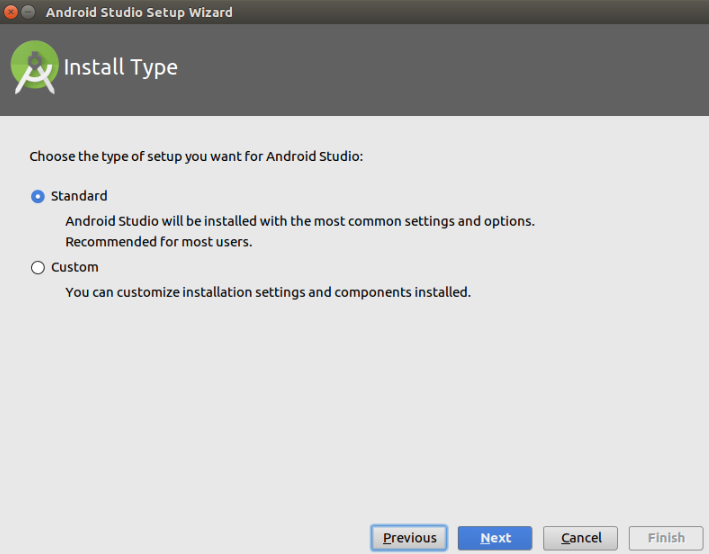 Android Studio Setup Wizard
Install Type
Choose the type of setup you want for Android Studio:
Standard
Android Studio will be installed with the most common settings and options.
Recommended for most users.
Custom
You can customize installation settings and components installed.
Previous Next Cancel Finish